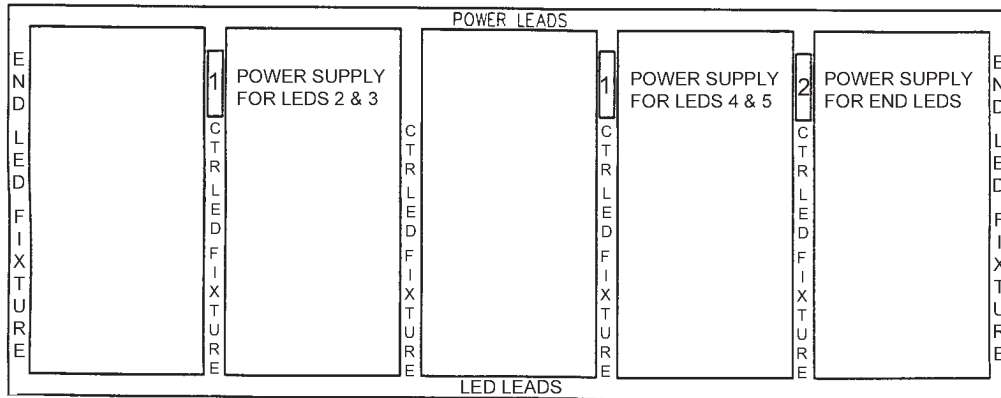 POWER LEADS
END LED FIXTURE
1
CTR LED FIXTURE
POWER SUPPLY
FOR LEDS 2 & 3
CTR LED FIXTURE
1
CTR LED FIXTURE
POWER SUPPLY
FOR LEDS 4 & 5
2
CTR LED FIXTURE
POWER SUPPLY
FOR END LEDS
END LED FIXTURE
LED LEADS